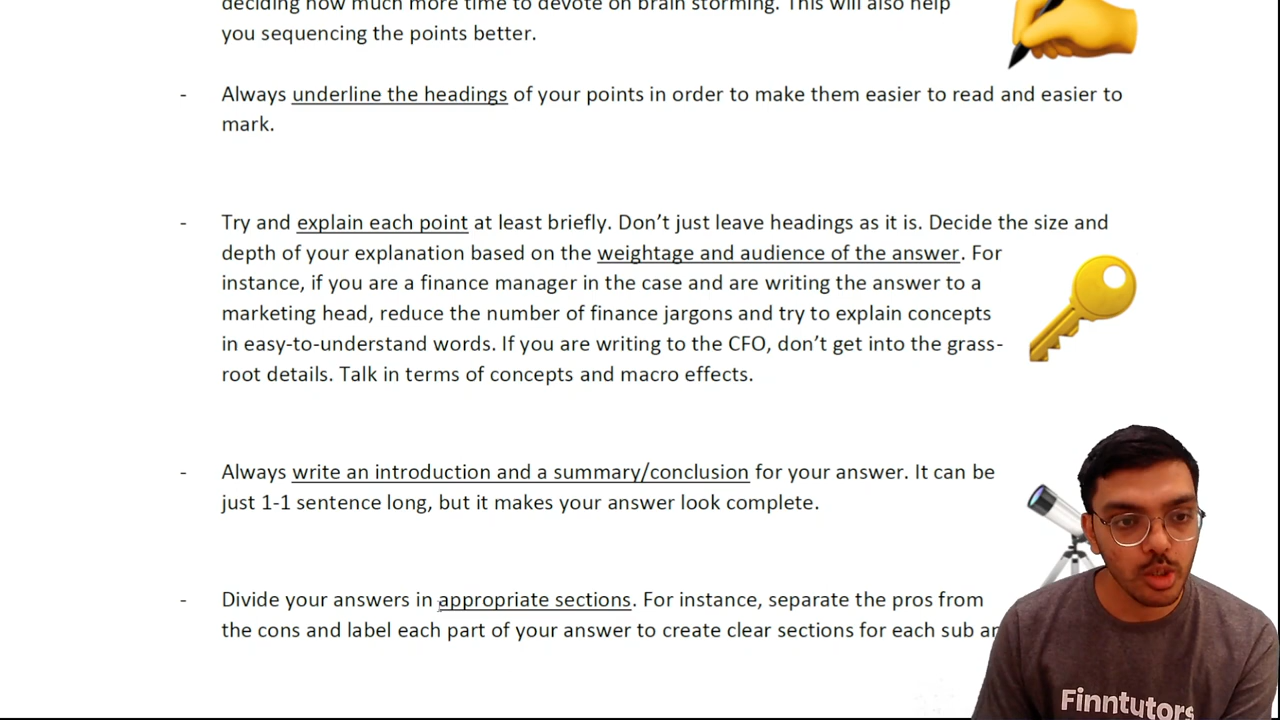 deciding how much more time to devote on brain storming. This will also help
you sequencing the points better.
- Always underline the headings of your points in order to make them easier to read and easier to
mark.
- Try and explain each point at least briefly. Don’t just leave headings as it is. Decide the size and
depth of your explanation based on the weightage and audience of the answer. For
instance, if you are a finance manager in the case and are writing the answer to a
marketing head, reduce the number of finance jargons and try to explain concepts
in easy-to-understand words. If you are writing to the CFO, don’t get into the grass-
root details. Talk in terms of concepts and macro effects.
- Always write an introduction and a summary/conclusion for your answer. It can be
just 1-1 sentence long, but it makes your answer look complete.
- Divide your answers in appropriate sections. For instance, separate the pros from
the cons and label each part of your answer to create clear sections for each sub
Finntutors